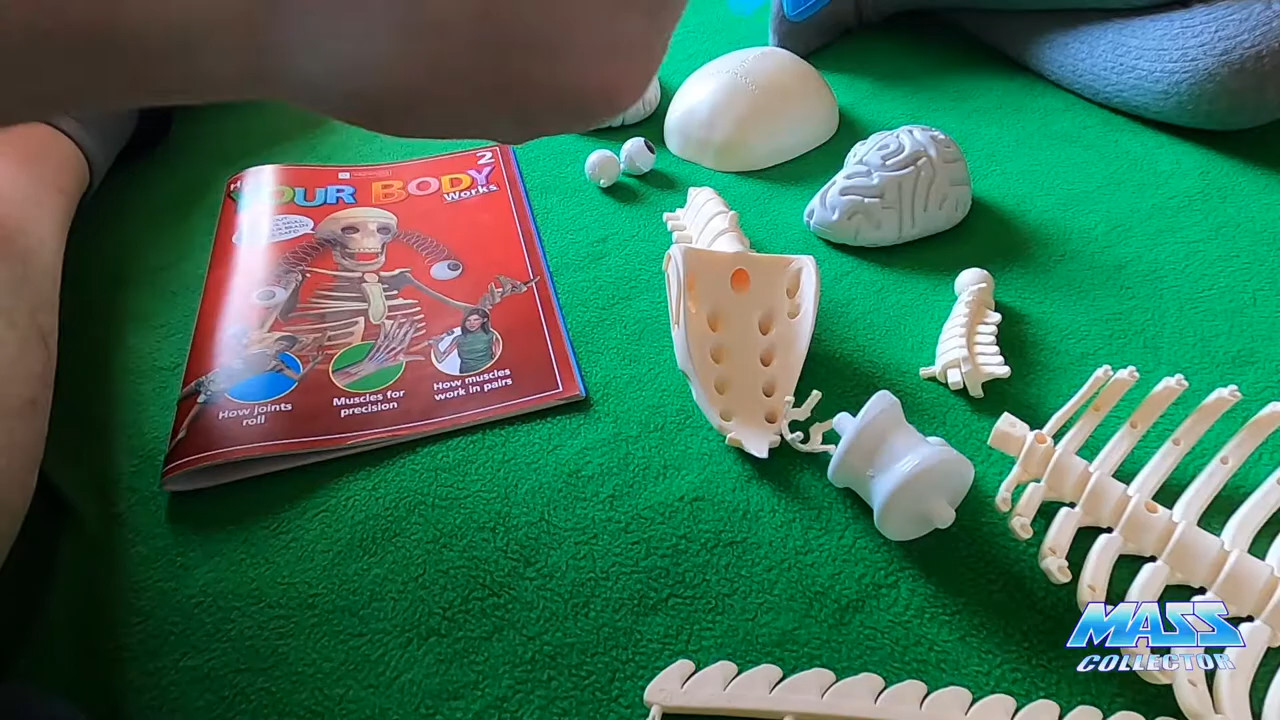 2
YOUR BODY
Works
How joints
roll
Muscles for
precision
How muscles
work in pairs
MASS
COLLECTOR